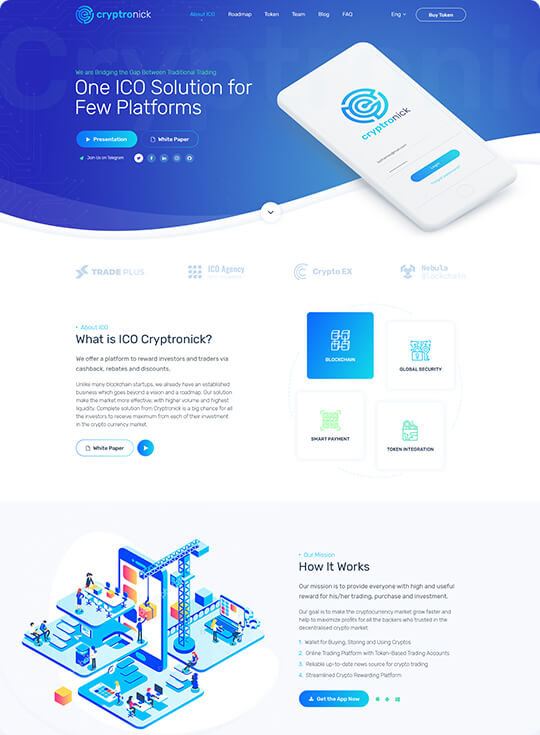 cryptronick
About ICO
Roadmap
Token
Team
Blog
FAQ
Eng
Buy Token
Cryptronic
We are Bridging the Gap Between Traditional Trading
One ICO Solution for
Few Platforms
Presentation
White Paper
Join Us on Telegram
cryptronick
Login
Forgot password?
TRADE PLUS
ICO Agency
Crypto EX
Nebula
Blockchain
• About ICO
What is ICO Cryptronick?
We offer a platform to reward investors and traders via
cashback, rebates and discounts.
Unlike many blockchain startups, we already have an established
business which goes beyond a vision and a roadmap. Our solution
make the market more effective, with higher volume and highest
liquidity. Complete solution from Cryptronick is a big chance for all
the investors to receive maximum from each of their investment
in the crypto currency market.
White Paper
BLOCKCHAIN
GLOBAL SECURITY
SMART PAYMENT
TOKEN INTEGRATION
• Our Mission
How It Works
Our mission is to provide everyone with high and useful
reward for his/her trading, purchase and investment.
Our goal is to make the cryptocurrency market grow faster and
help to maximize profits for all the backers who trusted in the
decentralised crypto market.
1. Wallet for Buying, Storing and Using Cryptos
2. Online Trading Platform with Token-Based Trading Accounts
3. Reliable up-to-date news source for crypto trading
4. Streamlined Crypto Rewarding Platform
Get the App Now